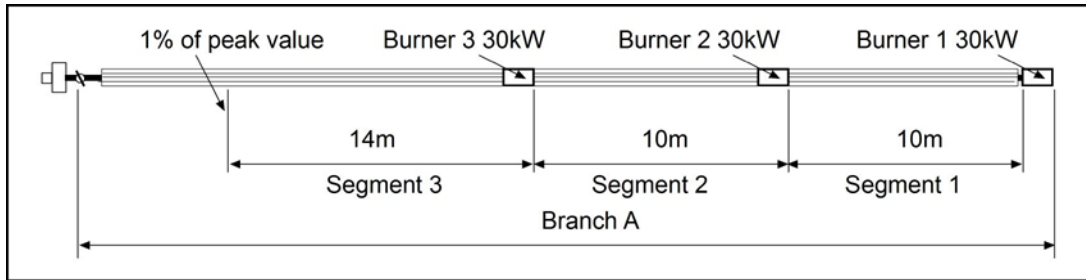 1% of peak value Burner 3 30kW Burner 2 30kW Burner 1 30kW
14m 10m 10m
Segment 3 Segment 2 Segment 1
Branch A